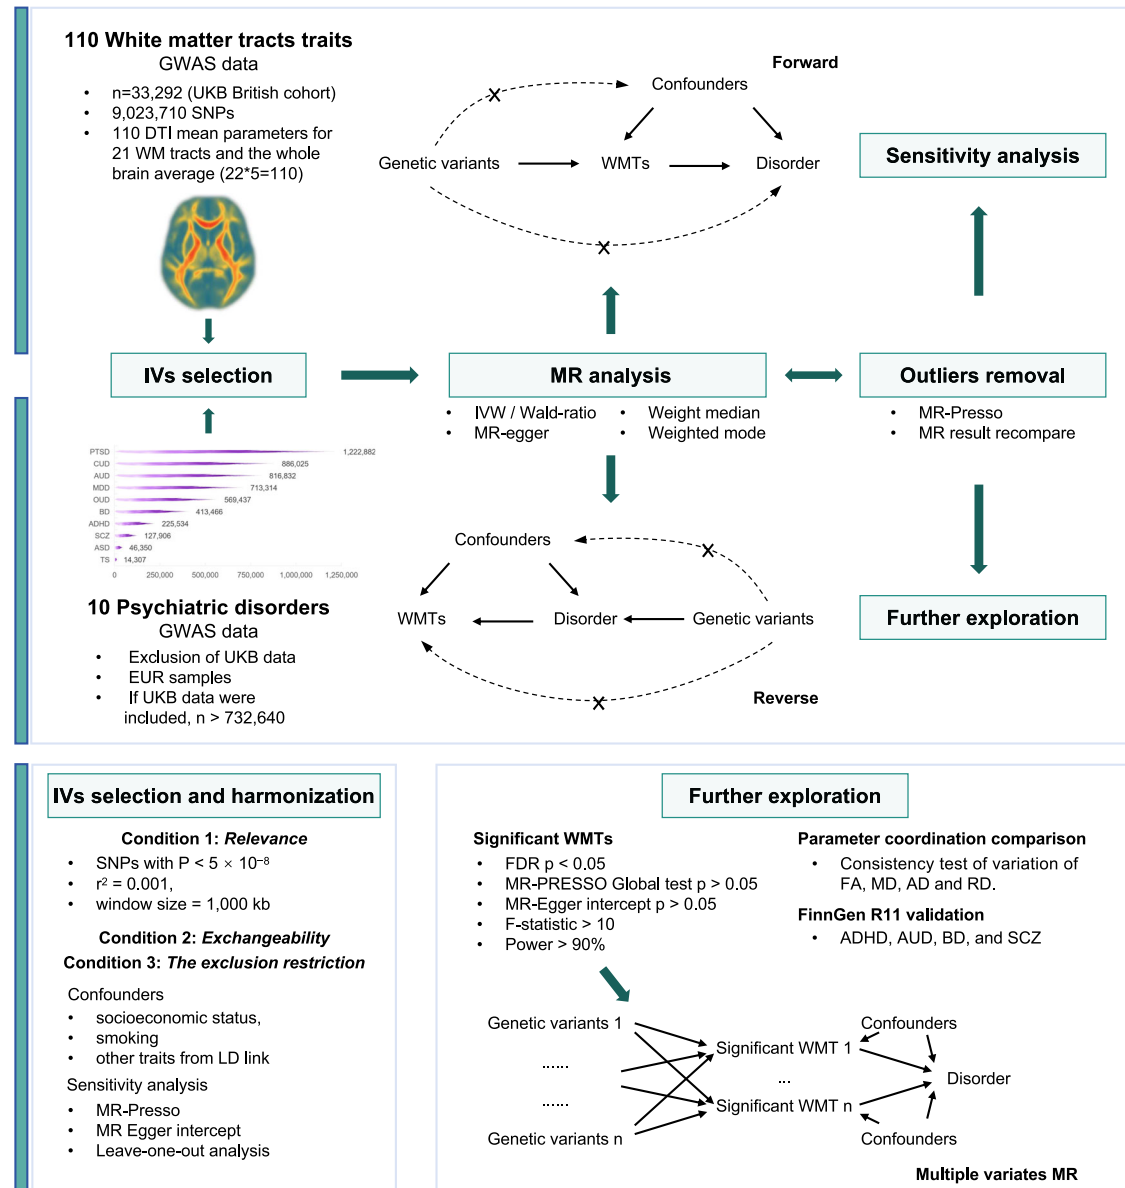 110 White matter tracts traits
GWAS data
• n=33,292 (UKB British cohort)
• 9,023,710 SNPs
• 110 DTI mean parameters for
21 WM tracts and the whole
brain average (22*5=110)
Forward
Confounders
Genetic variants
WMTs
Disorder
X
X
Sensitivity analysis
IVs selection
MR analysis
• IVW / Wald-ratio
• MR-egger
• Weight median
• Weighted mode
Outliers removal
• MR-Presso
• MR result recompare
PTSD 1,222,882
CUD 886,025
AUD 816,832
MDD 713,314
OUD 569,437
BD 413,466
ADHD 225,534
SCZ 127,906
ASD 46,350
TS 14,307
0 250,000 500,000 750,000 1,000,000 1,250,000
10 Psychiatric disorders
GWAS data
• Exclusion of UKB data
• EUR samples
• If UKB data were
included, n > 732,640
Confounders
X
WMTs
Disorder
Genetic variants
X
Reverse
Further exploration
IVs selection and harmonization
Condition 1: Relevance
• SNPs with P < 5 × 10⁻⁸
• r² = 0.001,
• window size = 1,000 kb
Condition 2: Exchangeability
Condition 3: The exclusion restriction
Confounders
• socioeconomic status,
• smoking
• other traits from LD link
Sensitivity analysis
• MR-Presso
• MR Egger intercept
• Leave-one-out analysis
Further exploration
Significant WMTs
• FDR p < 0.05
• MR-PRESSO Global test p > 0.05
• MR-Egger intercept p > 0.05
• F-statistic > 10
• Power > 90%
Parameter coordination comparison
• Consistency test of variation of
FA, MD, AD and RD.
FinnGen R11 validation
• ADHD, AUD, BD, and SCZ
Genetic variants 1
......
......
Genetic variants n
Significant WMT 1
...
Significant WMT n
Confounders
Disorder
Confounders
Multiple variates MR